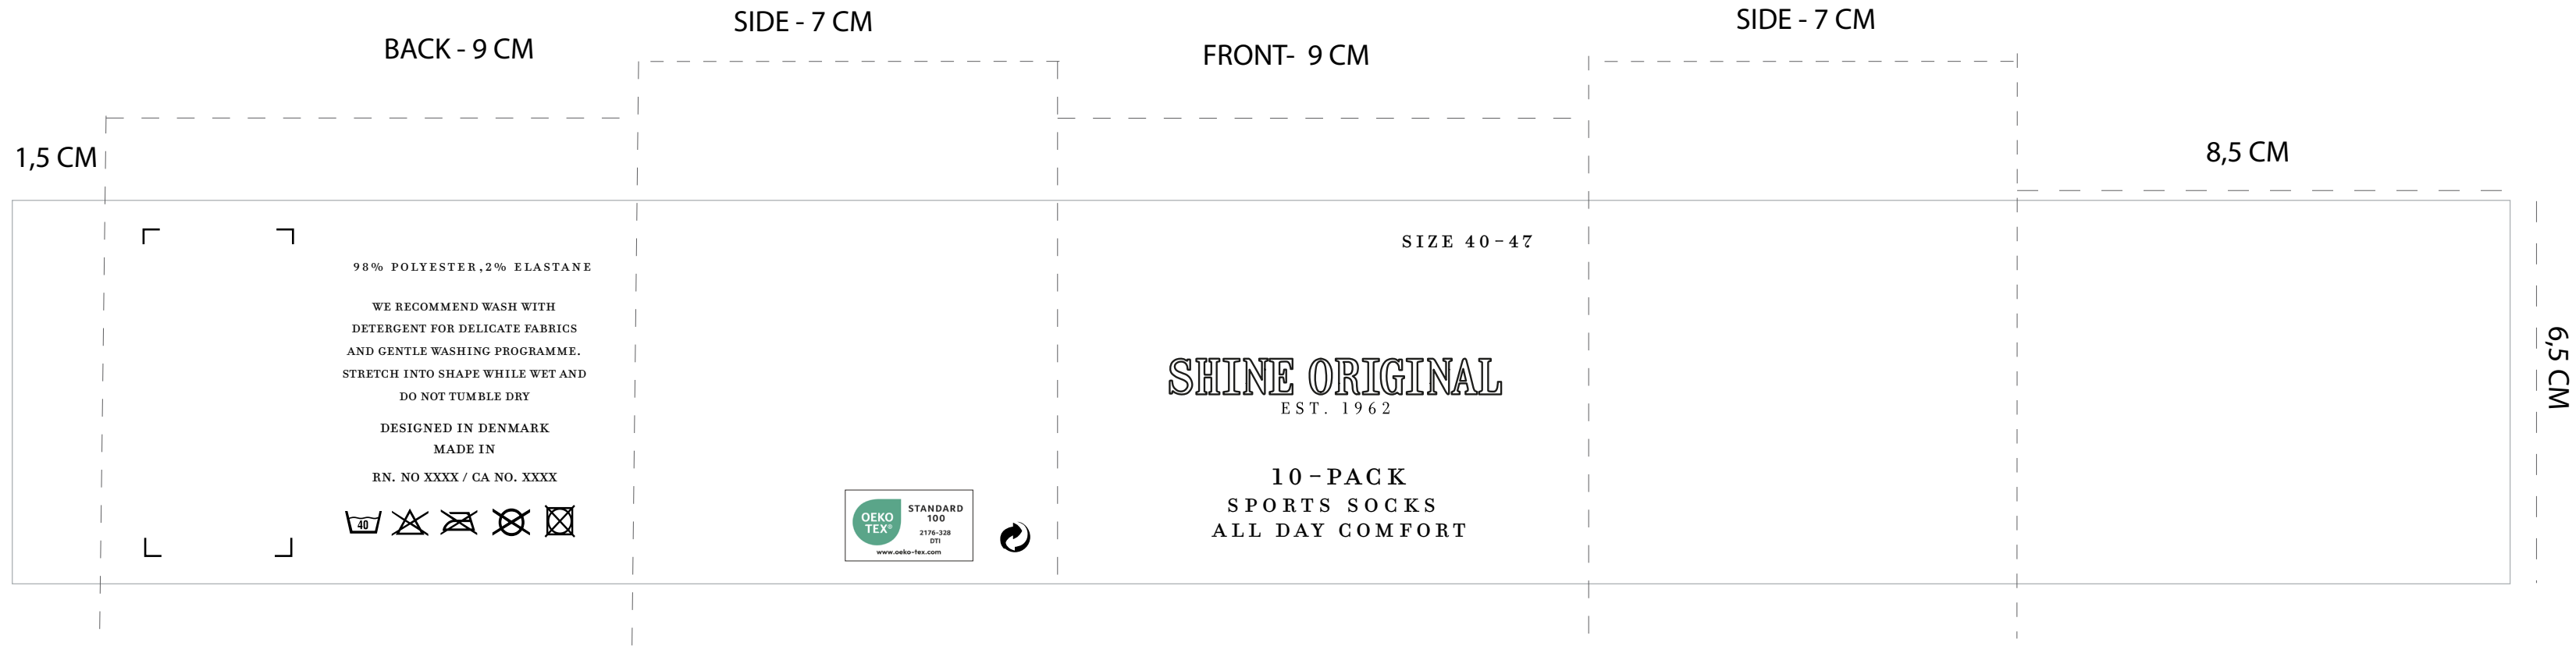 SIDE - 7 CM
SIDE - 7 CM
BACK - 9 CM
FRONT- 9 CM
1,5 CM
8,5 CM
98% POLYESTER,2% ELASTANE
WE RECOMMEND WASH WITH
DETERGENT FOR DELICATE FABRICS
AND GENTLE WASHING PROGRAMME.
STRETCH INTO SHAPE WHILE WET AND
DO NOT TUMBLE DRY
DESIGNED IN DENMARK
MADE IN
RN. NO XXXX / CA NO. XXXX
40
OEKO
TEX®
STANDARD
100
2176-328
DTI
www.oeko-tex.com
SIZE 40-47
SHINE ORIGINAL
EST. 1962
10-PACK
SPORTS SOCKS
ALL DAY COMFORT
6,5 CM